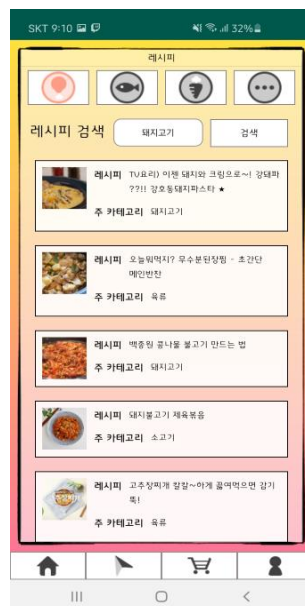 SKT 9:10
32%
레시피
레시피 검색 돼지고기 검색
레시피 TV요리) 이젠 돼지와 크림으로~! 강돼파
??!! 강호동돼지파스타 ★
주 카테고리 돼지고기
레시피 오늘뭐먹지? 무수분된장찜 - 초간단
메인반찬
주 카테고리 육류
레시피 백종원 콩나물 불고기 만드는 법
주 카테고리 돼지고기
레시피 돼지불고기 제육볶음
주 카테고리 소고기
레시피 고추장찌개 칼칼~하게 끓여먹으면 감기
뚝!
주 카테고리 육류